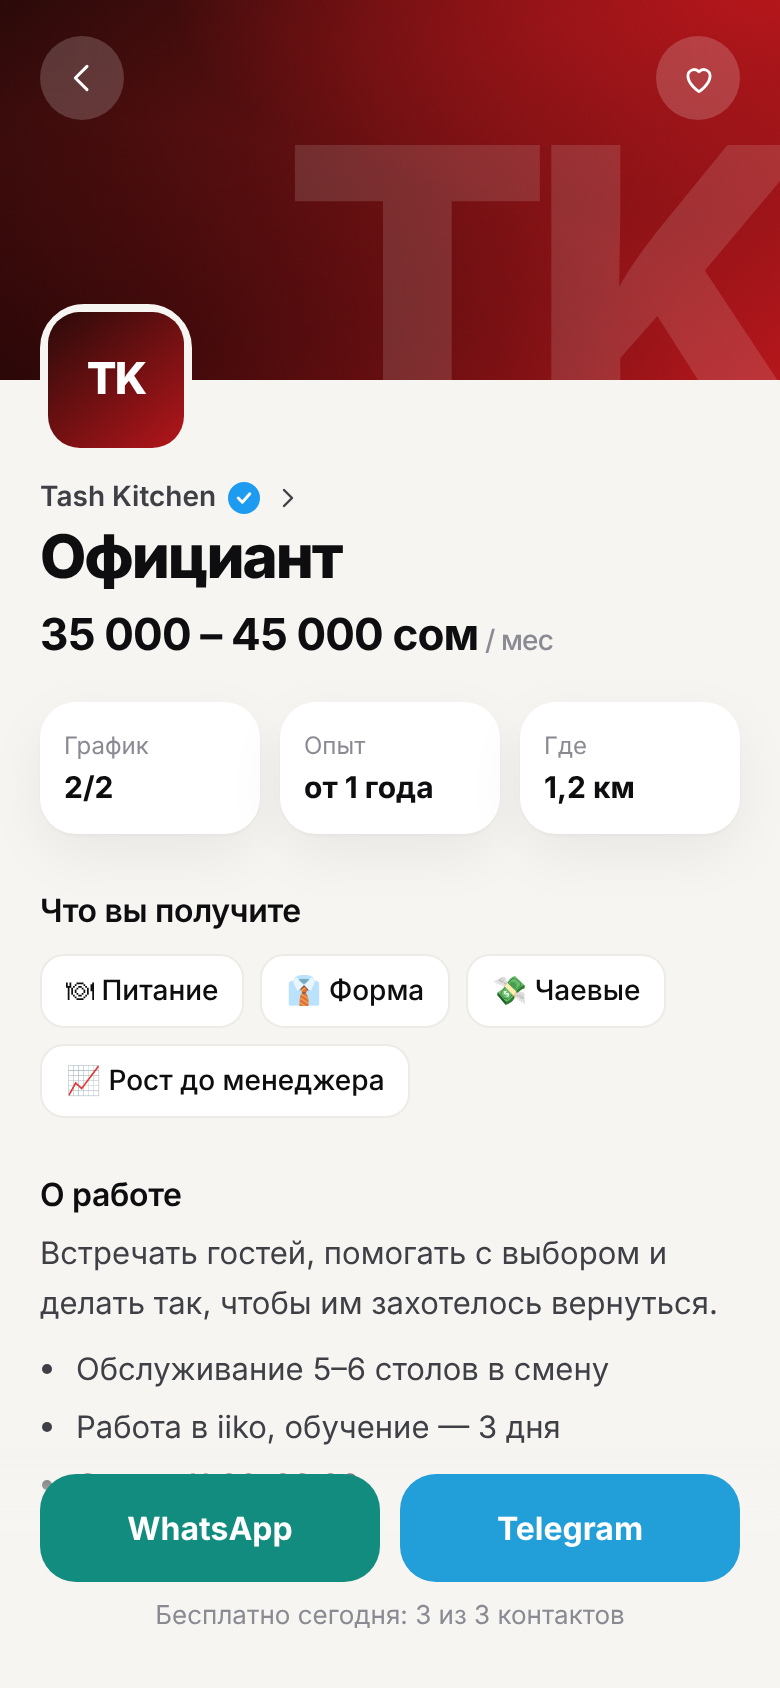 TK
TK
Tash Kitchen
Официант
35 000 – 45 000 сом / мес
График
2/2
Опыт
от 1 года
Где
1,2 км
Что вы получите
🍽 Питание
👔 Форма
💸 Чаевые
📈 Рост до менеджера
О работе
Встречать гостей, помогать с выбором и
делать так, чтобы им захотелось вернуться.
• Обслуживание 5–6 столов в смену
• Работа в iiko, обучение — 3 дня
WhatsApp
Telegram
Бесплатно сегодня: 3 из 3 контактов